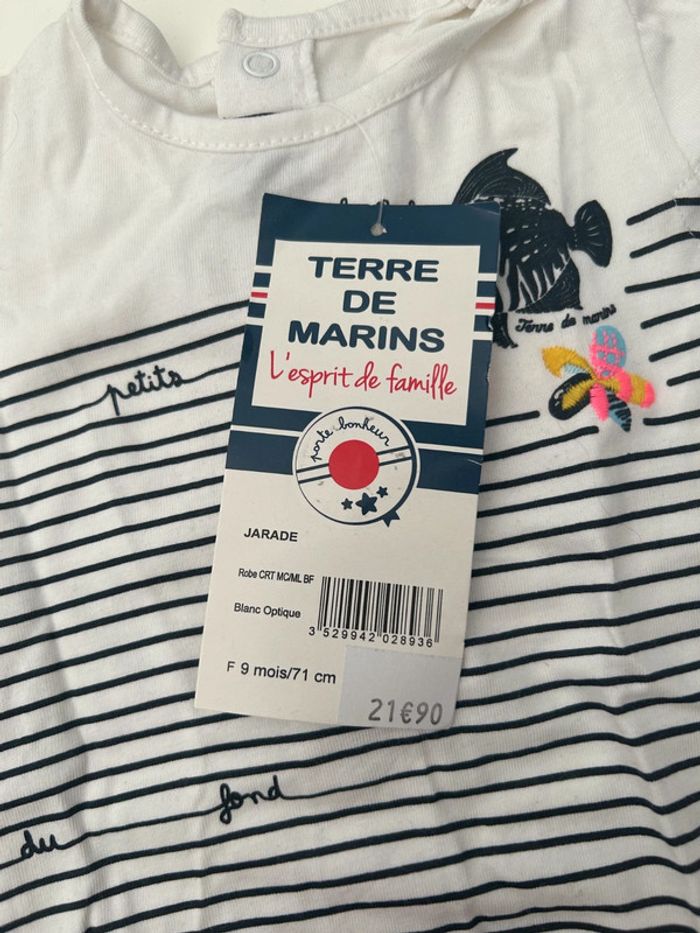 TERRE
DE
MARINS
L'esprit de famille
porte bonheur
JARADE
Robe CRT MC/ML BF
Blanc Optique
3 529942 028936
F 9 mois/71 cm
21€90
Terre de marins
petits
du fond